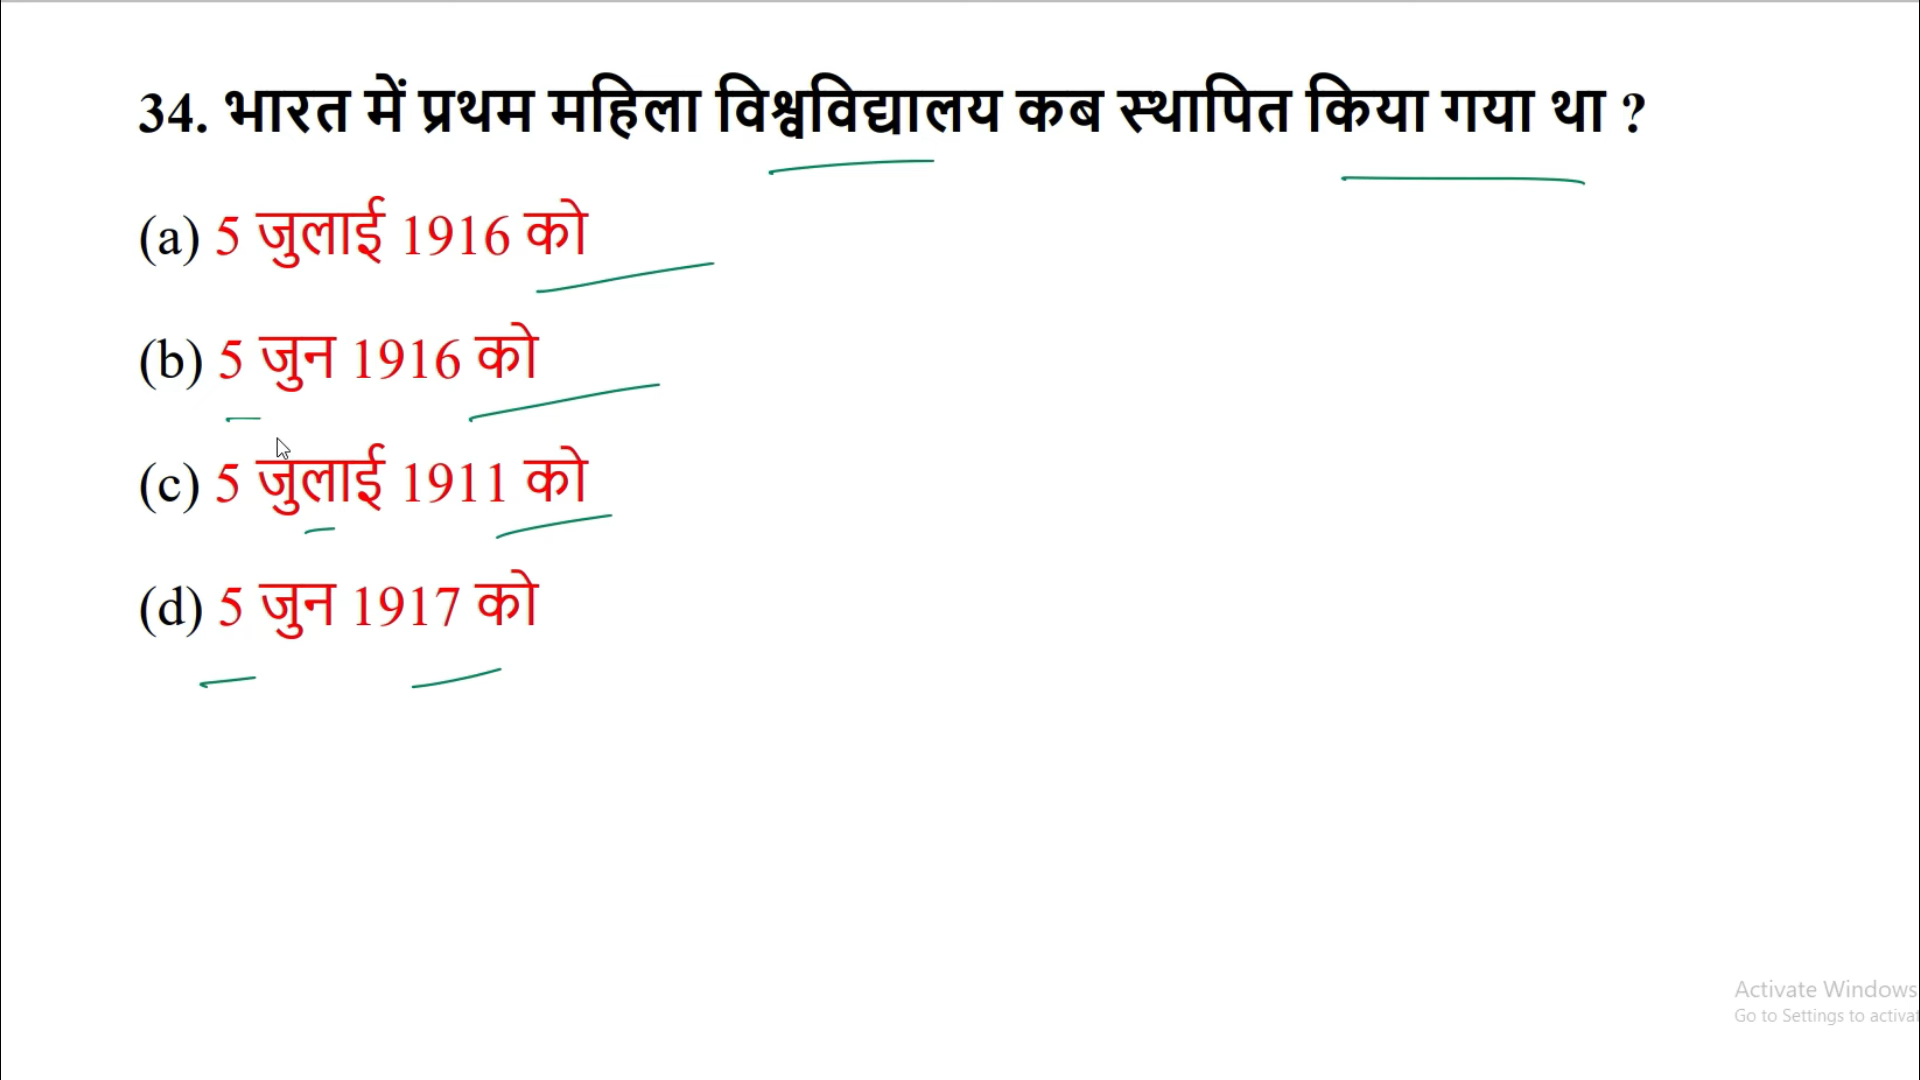 34. भारत में प्रथम महिला विश्वविद्यालय कब स्थापित किया गया था ?
(a) 5 जुलाई 1916 को
(b) 5 जुन 1916 को
(c) 5 जुलाई 1911 को
(d) 5 जुन 1917 को
Activate Windows
Go to Settings to activat